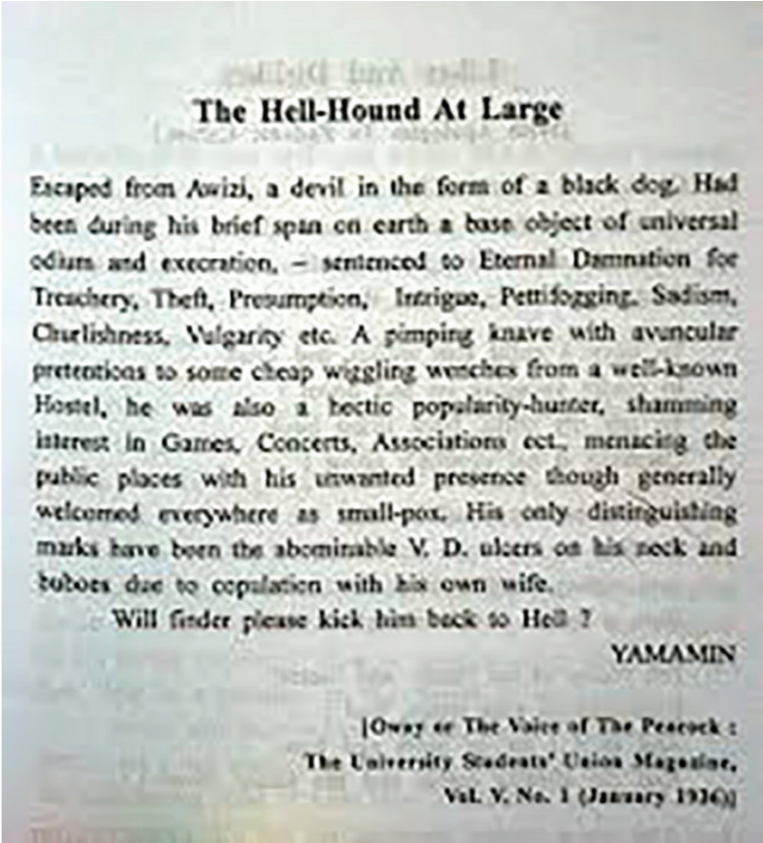 The Hell-Hound At Large
Escaped from Awizi, a devil in the form of a black dog. Had
been during his brief span on earth a base object of universal
odium and execration, – sentenced to Eternal Damnation for
Treachery, Theft, Presumption, Intrigue, Pettifogging, Sadism,
Churlishness, Vulgarity etc. A pimping knave with avuncular
pretentions to some cheap wiggling wenches from a well-known
Hostel, he was also a hectic popularity-hunter, shamming
interest in Games, Concerts, Associations ect., menacing the
public places with his unwanted presence though generally
welcomed everywhere as small-pox. His only distinguishing
marks have been the abominable V. D. ulcers on his neck and
buboes due to copulation with his own wife.
Will finder please kick him back to Hell ?
YAMAMIN
[Oway or The Voice of The Peacock :
The University Students' Union Magazine,
Vol. V. No. 1 (January 1936)]